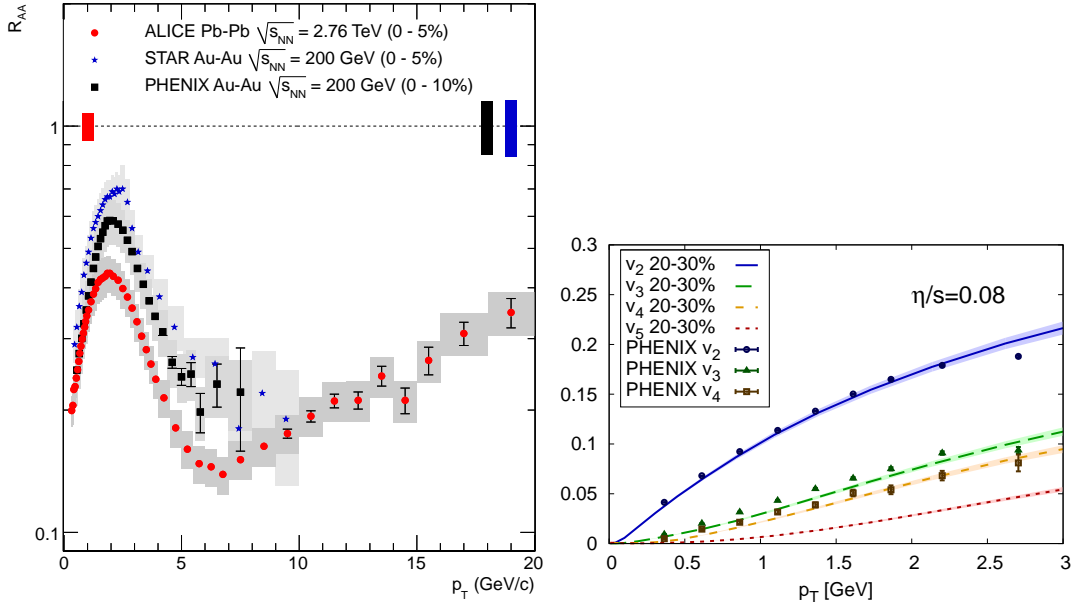 R_AA
ALICE Pb-Pb √s_NN = 2.76 TeV (0 - 5%)
STAR Au-Au √s_NN = 200 GeV (0 - 5%)
PHENIX Au-Au √s_NN = 200 GeV (0 - 10%)
1
0.1
0 5 10 15 20
p_T (GeV/c)
0.3
0.25
0.2
0.15
0.1
0.05
0
v_2 20-30%
v_3 20-30%
v_4 20-30%
v_5 20-30%
PHENIX v_2
PHENIX v_3
PHENIX v_4
η/s=0.08
0 0.5 1 1.5 2 2.5 3
p_T [GeV]